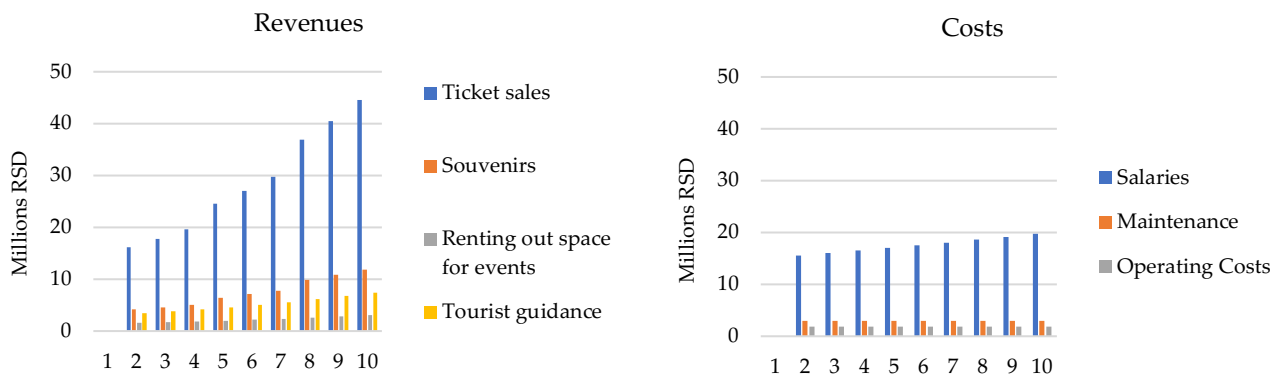 Revenues
Millions RSD
50
40
30
20
10
0
1 2 3 4 5 6 7 8 9 10
Ticket sales
Souvenirs
Renting out space
for events
Tourist guidance
Costs
Millions RSD
50
40
30
20
10
0
1 2 3 4 5 6 7 8 9 10
Salaries
Maintenance
Operating Costs